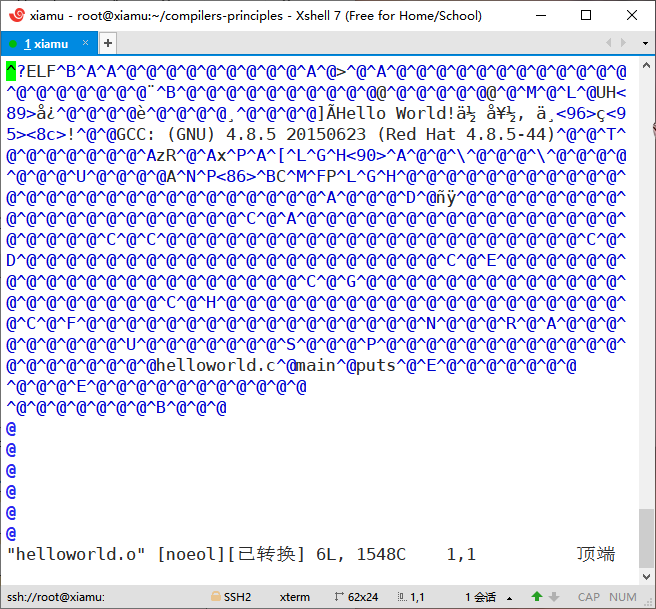 xiamu - root@xiamu:~/compilers-principles - Xshell 7 (Free for Home/School)
1 xiamu × +
^?ELF^B^A^A^@^@^@^@^@^@^@^@^@^A^@>^@^A^@^@^@^@^@^@^@^@^@^@^@^@
^@^@^@^@^@^@^@¨^B^@^@^@^@^@^@^@^@^@^@@^@^@^@^@^@@^@^M^@^L^@UH<
89>å¿^@^@^@^@è^@^@^@^@¸^@^@^@^@]ÃHello World!ä½ å¥½, ä¸<96>ç<9
5><8c>!^@^@GCC: (GNU) 4.8.5 20150623 (Red Hat 4.8.5-44)^@^@^T^
@^@^@^@^@^@^@^AzR^@^Ax^P^A^[^L^G^H<90>^A^@^@^\^@^@^@^\^@^@^@^@
^@^@^@^U^@^@^@^@A^N^P<86>^BC^M^FP^L^G^H^@^@^@^@^@^@^@^@^@^@^@^
@^@^@^@^@^@^@^@^@^@^@^@^@^@^@^@^A^@^@^@^D^@ñÿ^@^@^@^@^@^@^@^@^
@^@^@^@^@^@^@^@^@^@^@^@^C^@^A^@^@^@^@^@^@^@^@^@^@^@^@^@^@^@^@^
@^@^@^@^@^C^@^C^@^@^@^@^@^@^@^@^@^@^@^@^@^@^@^@^@^@^@^@^@^C^@^
D^@^@^@^@^@^@^@^@^@^@^@^@^@^@^@^@^@^@^@^@^@^C^@^E^@^@^@^@^@^@^
@^@^@^@^@^@^@^@^@^@^@^@^@^@^@^C^@^G^@^@^@^@^@^@^@^@^@^@^@^@^@^
@^@^@^@^@^@^@^@^C^@^H^@^@^@^@^@^@^@^@^@^@^@^@^@^@^@^@^@^@^@^@^
@^C^@^F^@^@^@^@^@^@^@^@^@^@^@^@^@^@^@^@^@^N^@^@^@^R^@^A^@^@^@^
@^@^@^@^@^@^U^@^@^@^@^@^@^@^S^@^@^@^P^@^@^@^@^@^@^@^@^@^@^@^@^
@^@^@^@^@^@^@^@helloworld.c^@main^@puts^@^E^@^@^@^@^@^@^@
^@^@^@^E^@^@^@^@^@^@^@^@^@^@^@
^@^@^@^@^@^@^@^B^@^@^@
@
@
@
@
@
@
"helloworld.o" [noeol][已转换] 6L, 1548C 1,1 顶端
ssh://root@xiamu: SSH2 xterm 62x24 1,1 1 会话 CAP NUM